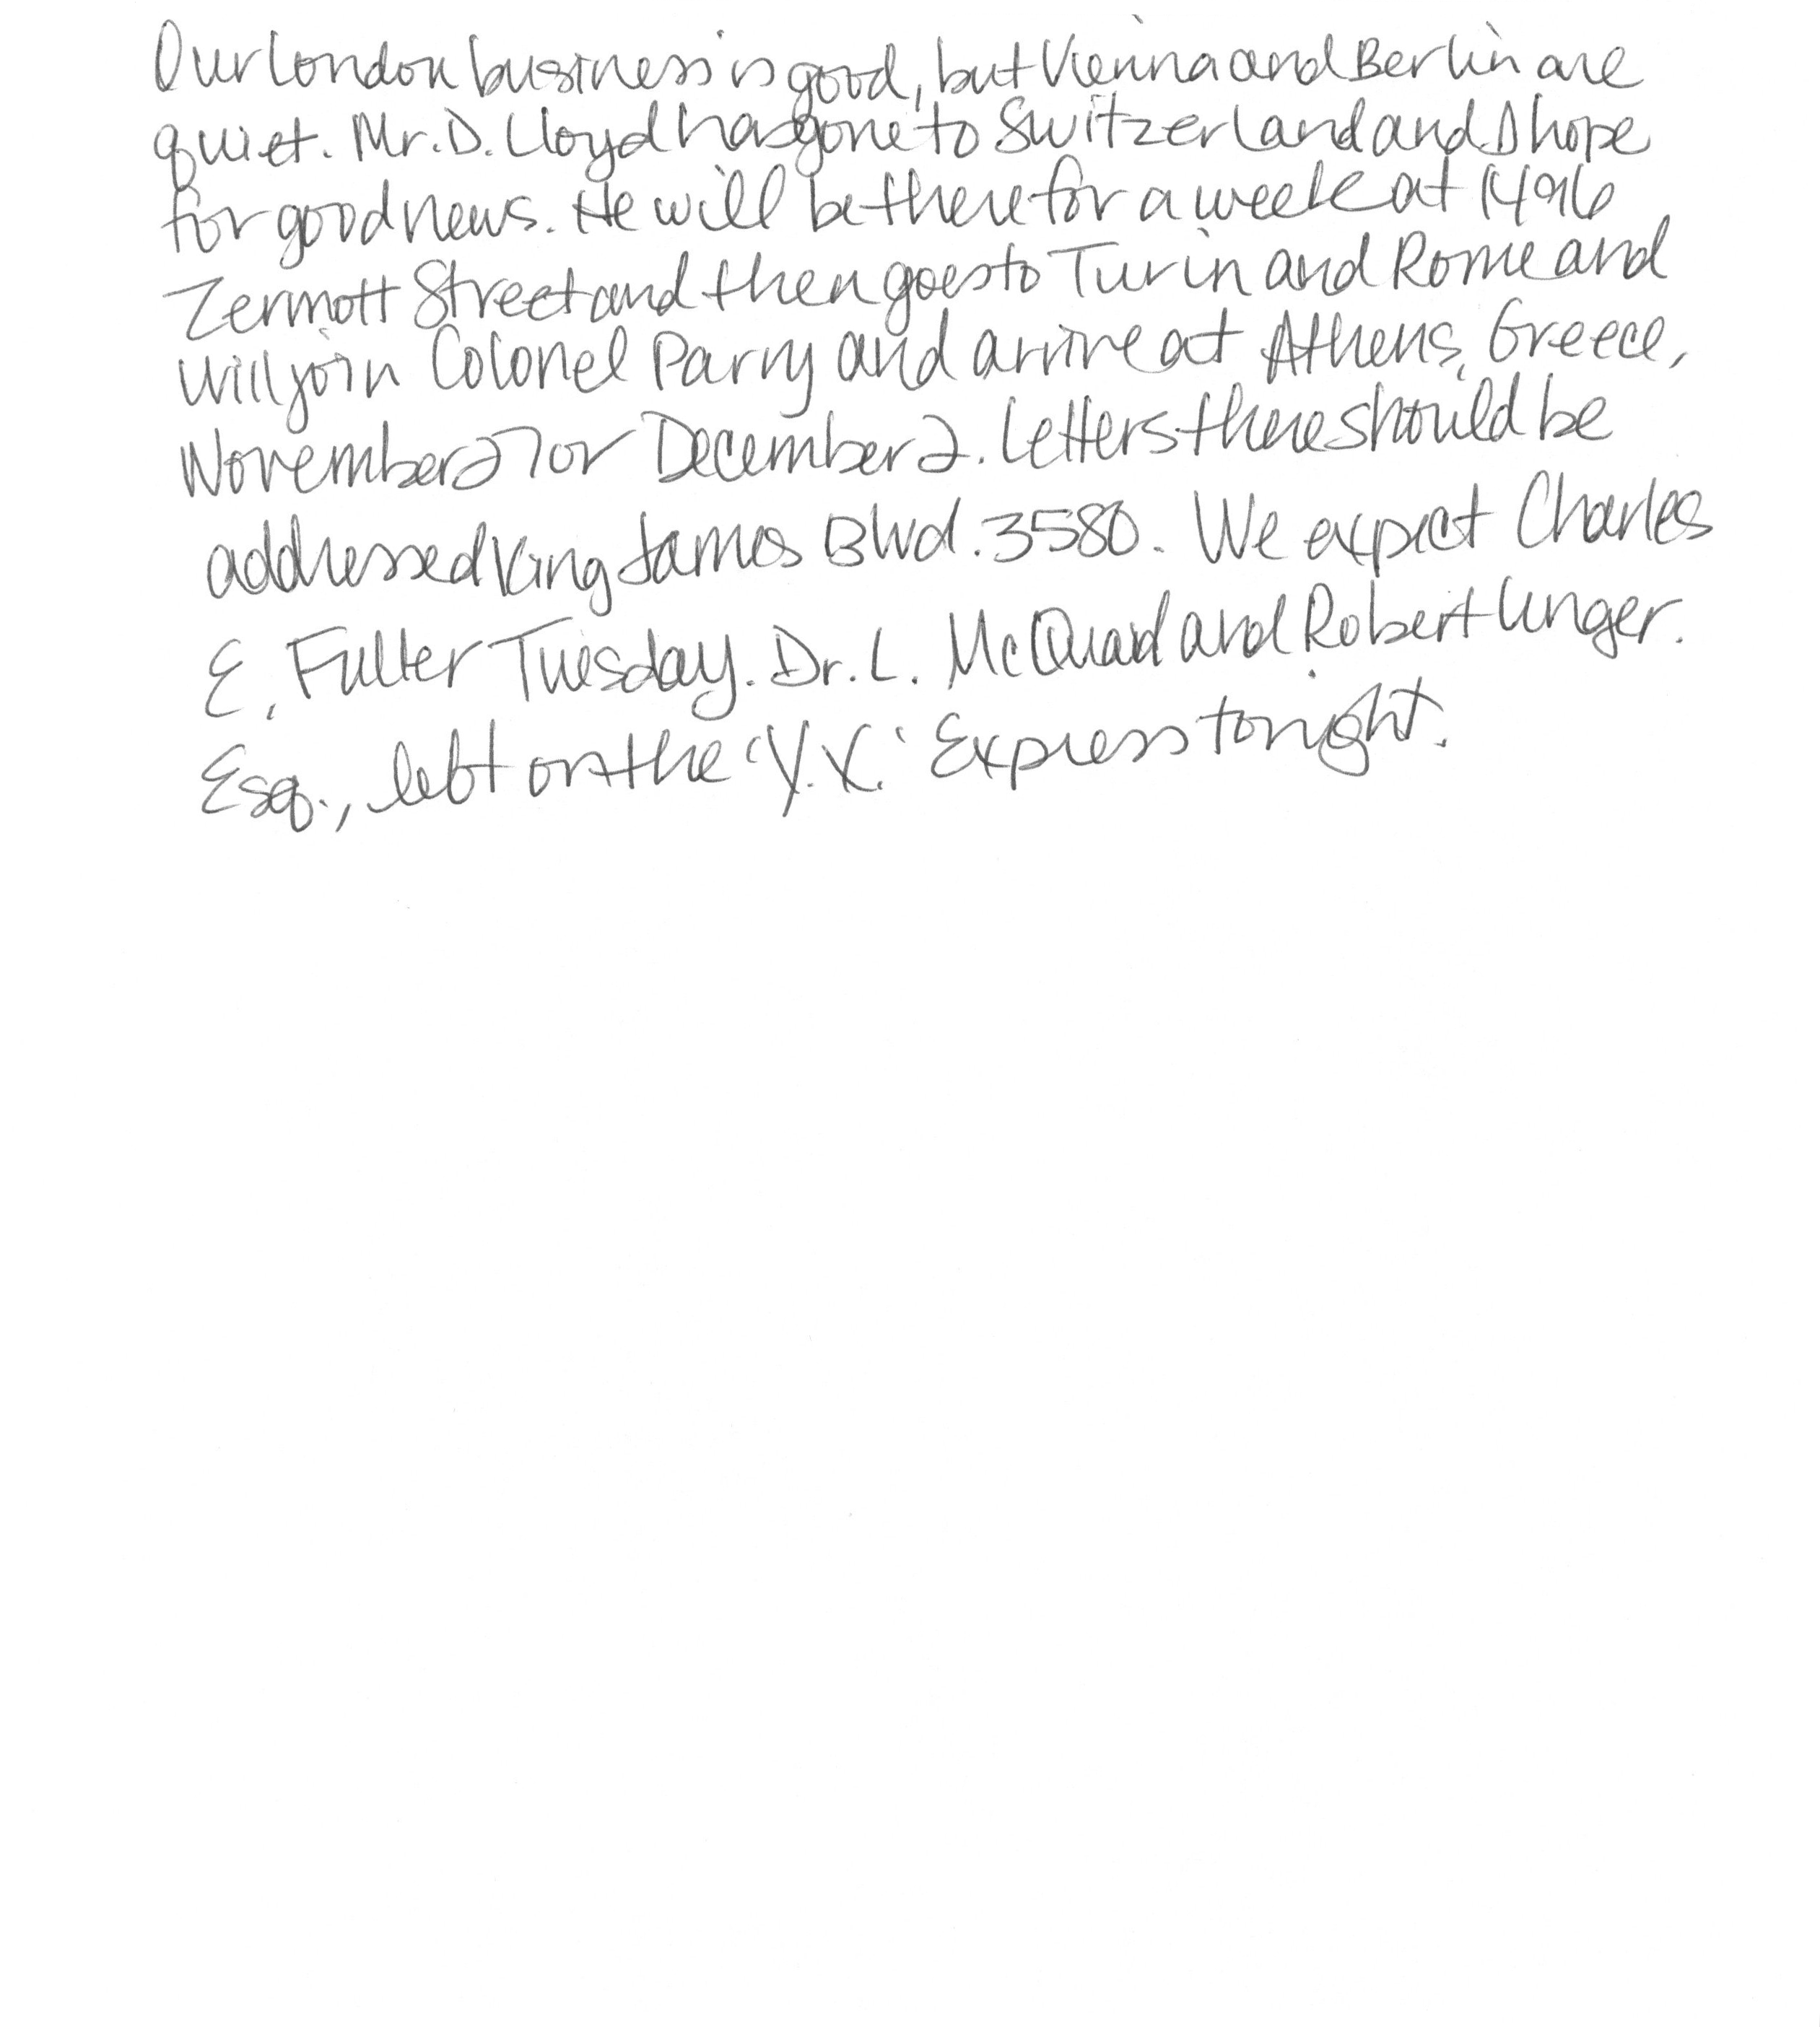 Our London business is good, but Vienna and Berlin are
quiet. Mr. D. Lloyd has gone to Switzerland and I hope
for good news. He will be there for a week at 1496
Zermott Street and then goes to Turin and Rome and
will join Colonel Parry and arrive at Athens, Greece,
November 27 or December 2. Letters there should be
addressed King James Blvd. 3580. We expect Charles
E. Fuller Tuesday. Dr. L. McQuaid and Robert Unger.
Esq., left on the 'Y.X.' Express tonight.